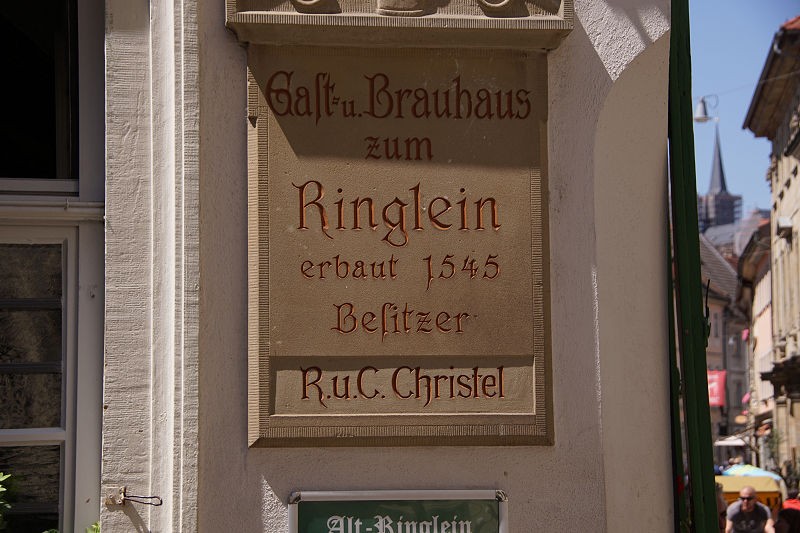 Gaſt- u. Brauhaus
zum
Ringlein
erbaut 1545
Beſitzer
R. u. C. Christel
Alt-Ringlein